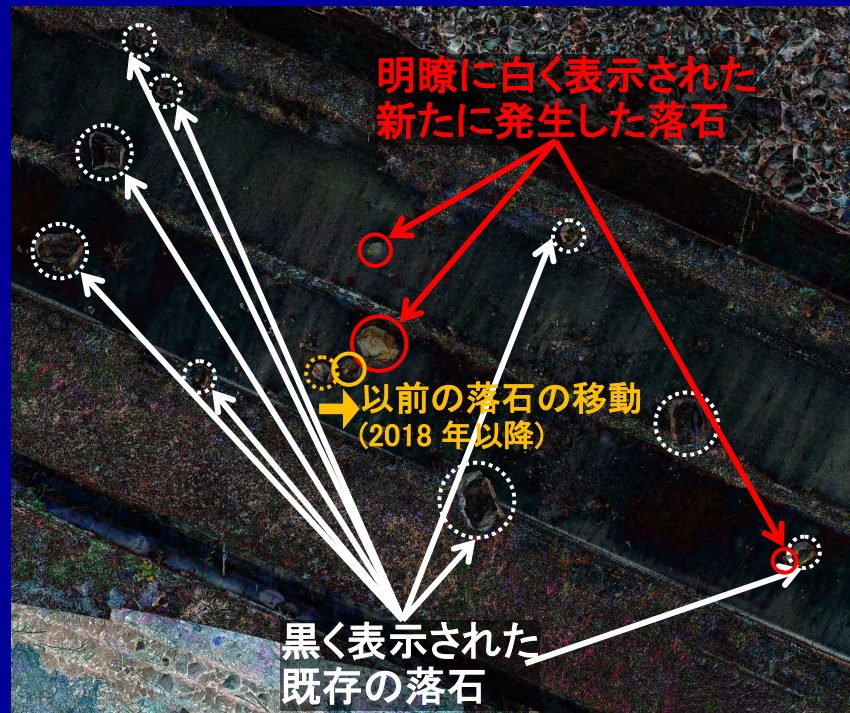 明瞭に白く表示された
新たに発生した落石
以前の落石の移動
(2018 年以降)
黒く表示された
既存の落石